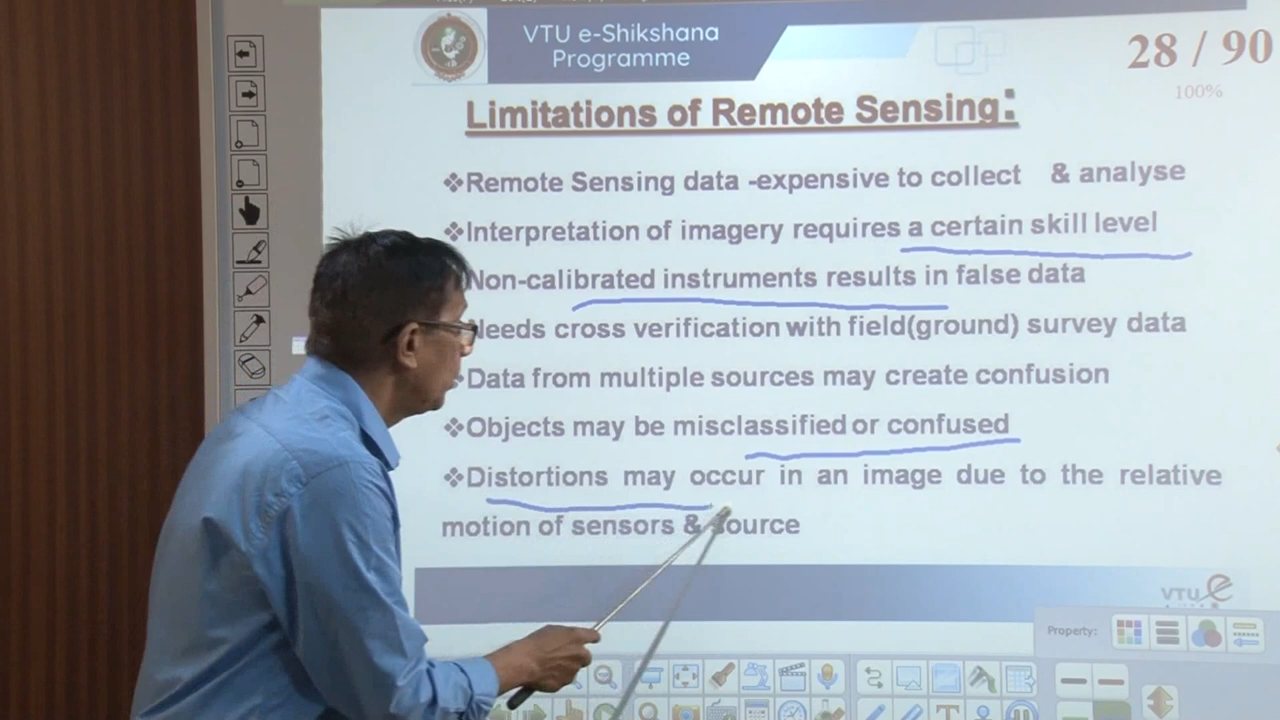 VTU e-Shikshana
Programme
28 / 90
100%
Limitations of Remote Sensing:
❖Remote Sensing data -expensive to collect & analyse
❖Interpretation of imagery requires a certain skill level
Non-calibrated instruments results in false data
Needs cross verification with field(ground) survey data
❖Data from multiple sources may create confusion
❖Objects may be misclassified or confused
❖Distortions may occur in an image due to the relative
motion of sensors & source
VTU e
Property: